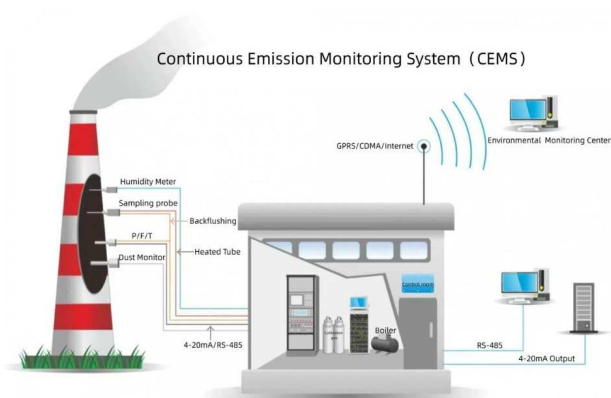 Continuous Emission Monitoring System（CEMS）
GPRS/CDMA/Internet
Environmental Monitoring Center
Humidity Meter
Sampling probe
Backflushing
P/F/T
Heated Tube
Dust Monitor
4-20mA/RS-485
Boiler
RS-485
4-20mA Output